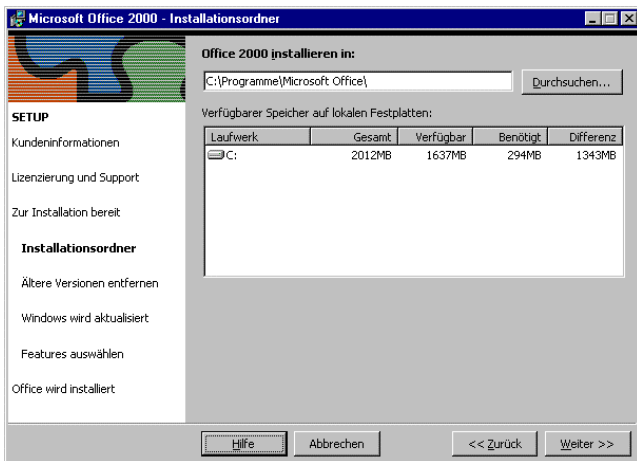 Microsoft Office 2000 - Installationsordner
Office 2000 installieren in:
C:\Programme\Microsoft Office\
Durchsuchen...
SETUP
Kundeninformationen
Lizenzierung und Support
Zur Installation bereit
Installationsordner
Ältere Versionen entfernen
Windows wird aktualisiert
Features auswählen
Office wird installiert
Verfügbarer Speicher auf lokalen Festplatten:
Laufwerk Gesamt Verfügbar Benötigt Differenz
C: 2012MB 1637MB 294MB 1343MB
Hilfe Abbrechen << Zurück Weiter >>